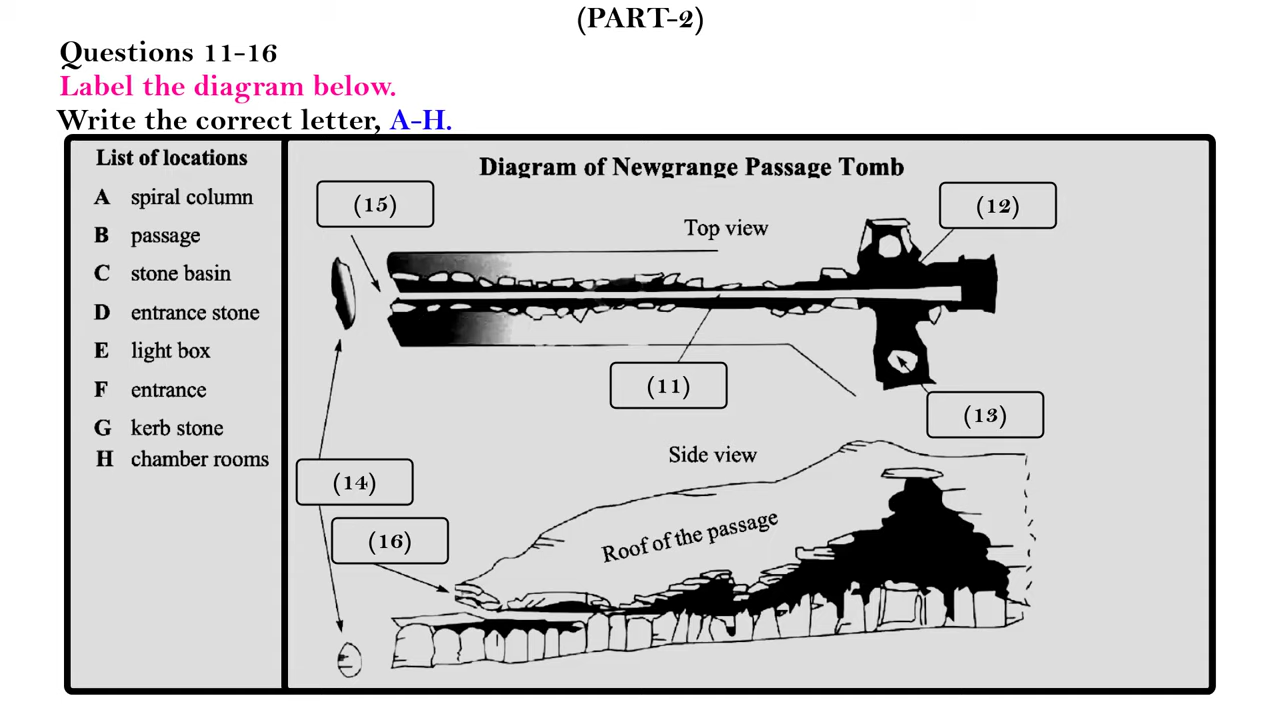 (PART-2)
Questions 11-16
Label the diagram below.
Write the correct letter, A-H.
List of locations
A spiral column
B passage
C stone basin
D entrance stone
E light box
F entrance
G kerb stone
H chamber rooms
Diagram of Newgrange Passage Tomb
(15)
(12)
Top view
(11)
(13)
Side view
(14)
(16)
Roof of the passage